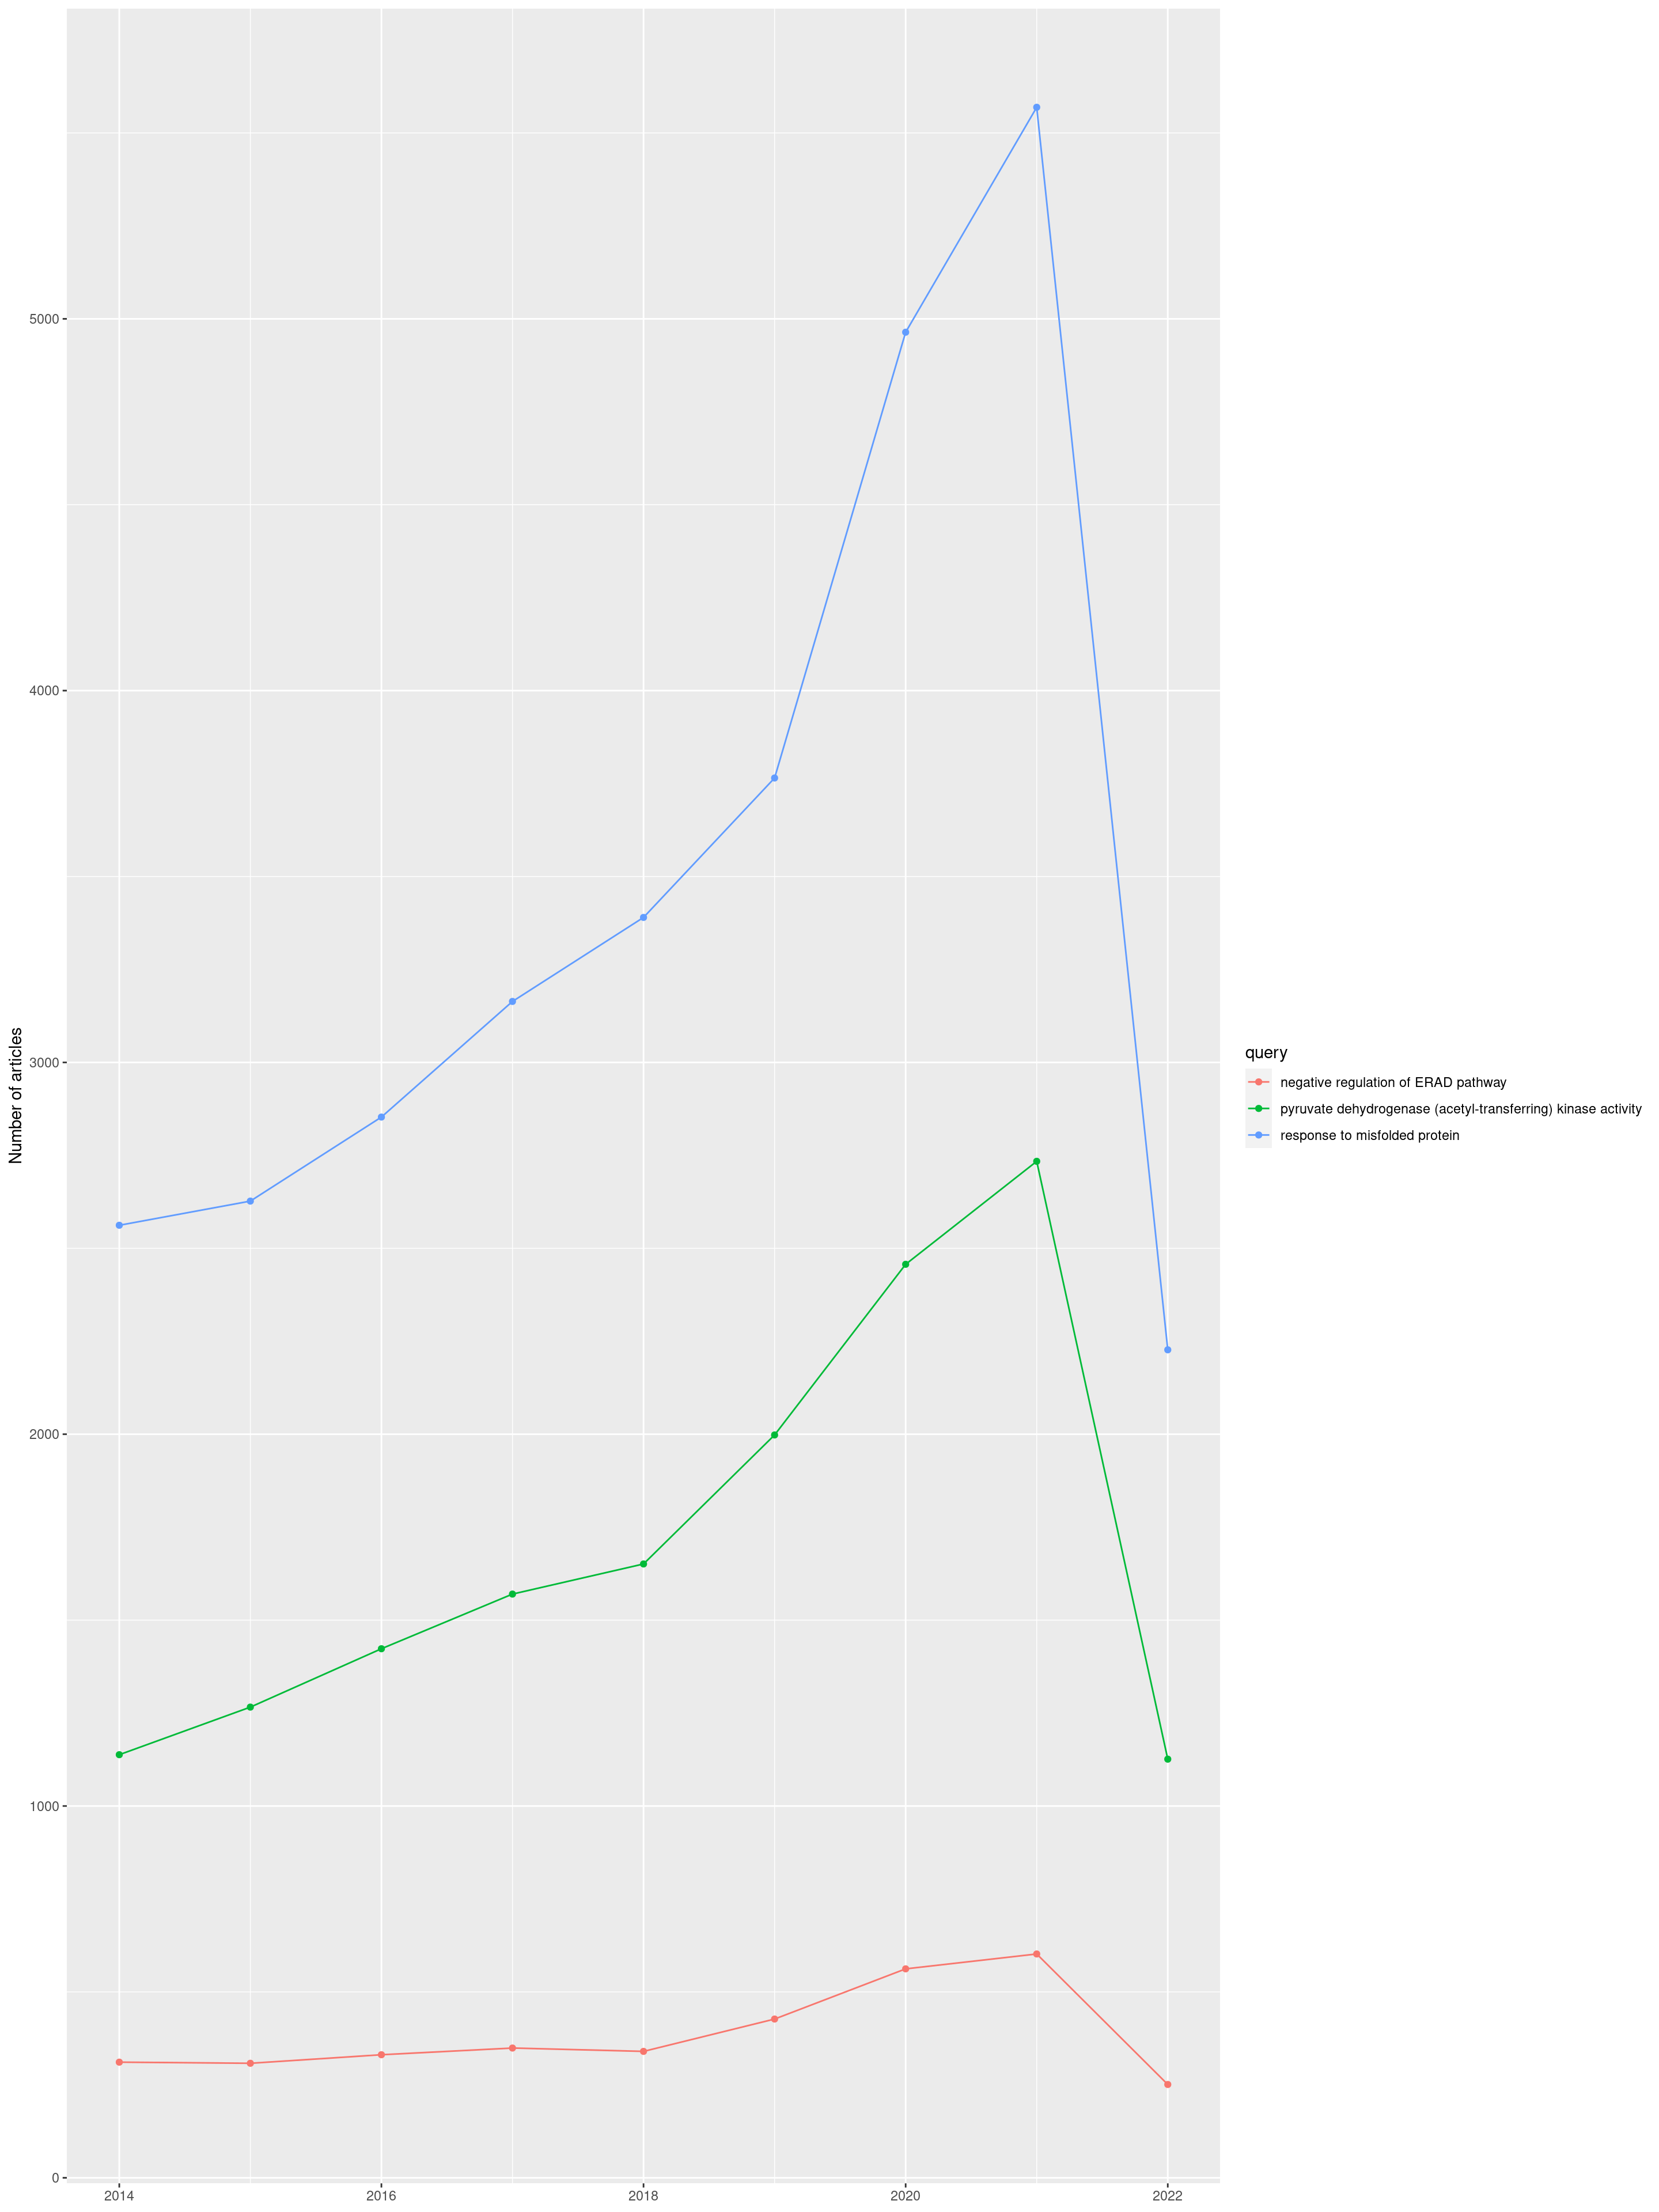 Number of articles
5000
4000
3000
2000
1000
0
2014 2016 2018 2020 2022
query
negative regulation of ERAD pathway
pyruvate dehydrogenase (acetyl-transferring) kinase activity
response to misfolded protein